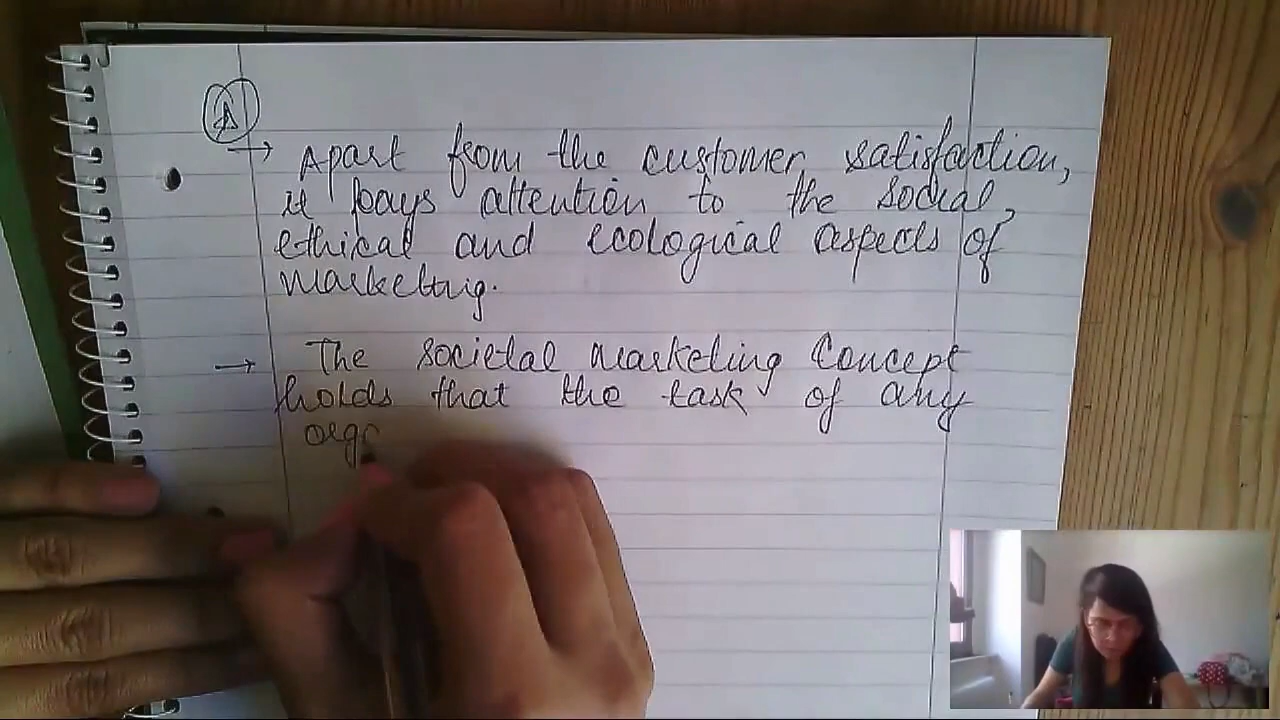 A
→ Apart from the customer satisfaction,
it pays attention to the social,
ethical and ecological aspects of
marketing.
→ The societal marketing Concept
holds that the task of any
orga